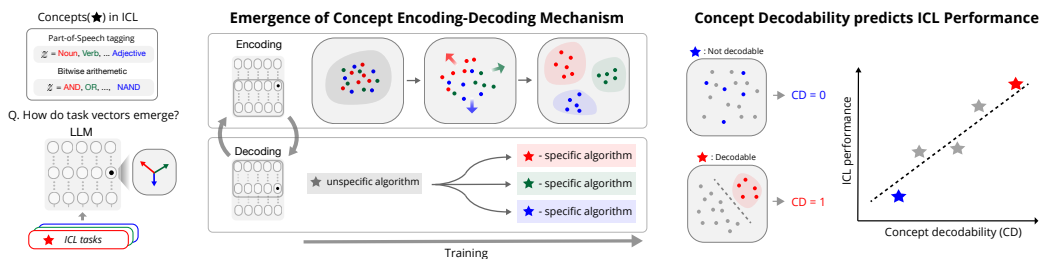 Concepts(★) in ICL
Part-of-Speech tagging
𝓏 = Noun, Verb, ... Adjective
Bitwise arithmetic
𝓏 = AND, OR, ..., NAND
Q. How do task vectors emerge?
LLM
★ ICL tasks
Emergence of Concept Encoding-Decoding Mechanism
Encoding
Decoding
★ unspecific algorithm
★ - specific algorithm
★ - specific algorithm
★ - specific algorithm
Training
Concept Decodability predicts ICL Performance
★ : Not decodable
CD = 0
★ : Decodable
CD = 1
ICL performance
Concept decodability (CD)